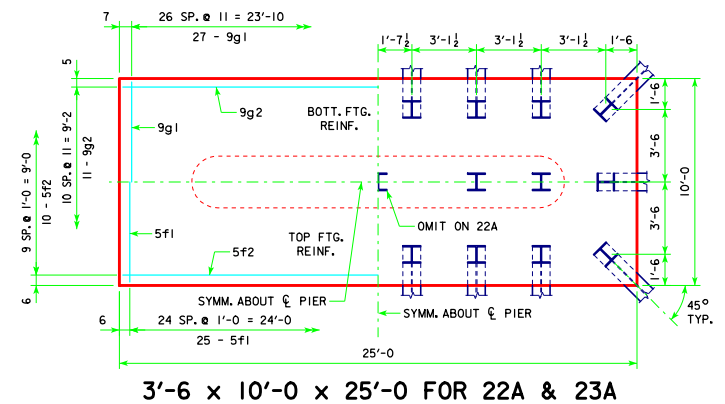 7
26 SP. @ 11 = 23'-10
27 - 9g1
1'-7½
3'-1½
3'-1½
3'-1½
1'-6
5
10 SP. @ 11 = 9'-2
11 - 9g2
9 SP. @ 1'-0 = 9'-0
10 - 5f2
6
9g2
9g1
BOTT. FTG.
REINF.
OMIT ON 22A
5f1
TOP FTG.
REINF.
5f2
1'-6
3'-6
10'-0
3'-6
1'-6
45°
TYP.
SYMM. ABOUT ℄ PIER
SYMM. ABOUT ℄ PIER
6
24 SP. @ 1'-0 = 24'-0
25 - 5f1
25'-0
3'-6 x 10'-0 x 25'-0 FOR 22A & 23A